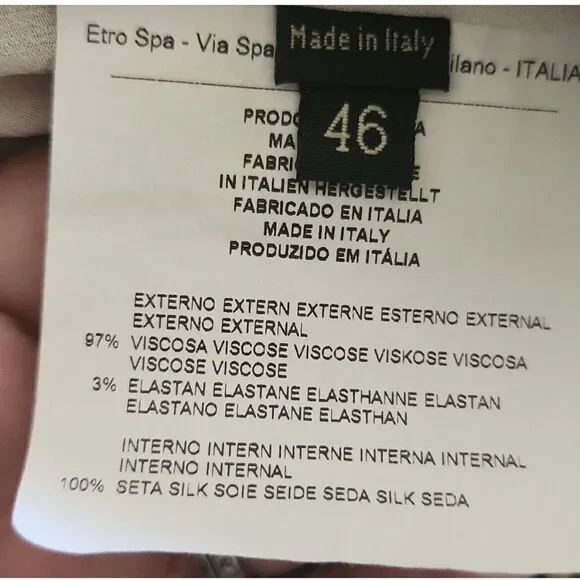 Made in Italy
Etro Spa - Via Spa
ilano - ITALIA
46
PROD A
MA
FABRI E
IN ITALIEN HERGESTELLT
FABRICADO EN ITALIA
MADE IN ITALY
PRODUZIDO EM ITÁLIA
EXTERNO EXTERN EXTERNE ESTERNO EXTERNAL
EXTERNO EXTERNAL
97% VISCOSA VISCOSE VISCOSE VISKOSE VISCOSA
VISCOSE VISCOSE
3% ELASTAN ELASTANE ELASTHANNE ELASTAN
ELASTANO ELASTANE ELASTHAN
INTERNO INTERN INTERNE INTERNA INTERNAL
INTERNO INTERNAL
100% SETA SILK SOIE SEIDE SEDA SILK SEDA